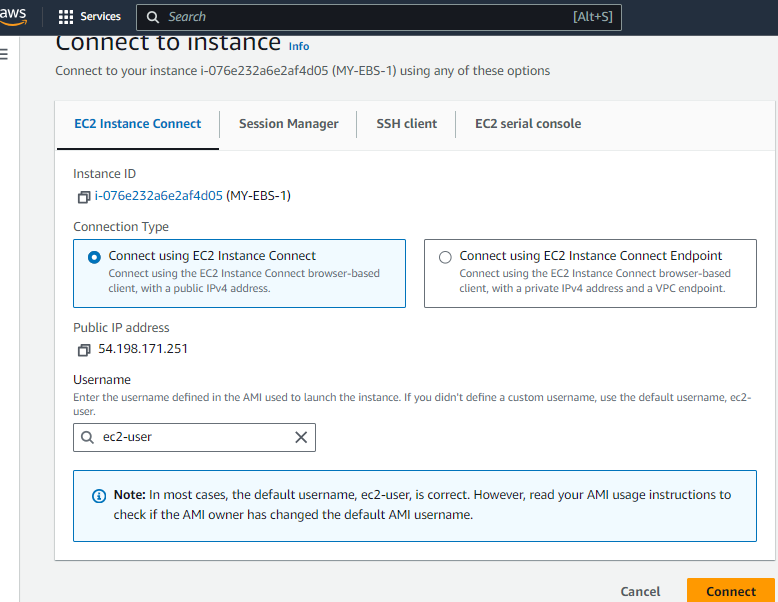 aws
Services
Search
[Alt+S]
Connect to instance Info
Connect to your instance i-076e232a6e2af4d05 (MY-EBS-1) using any of these options
EC2 Instance Connect
Session Manager
SSH client
EC2 serial console
Instance ID
i-076e232a6e2af4d05 (MY-EBS-1)
Connection Type
Connect using EC2 Instance Connect
Connect using the EC2 Instance Connect browser-based
client, with a public IPv4 address.
Connect using EC2 Instance Connect Endpoint
Connect using the EC2 Instance Connect browser-based
client, with a private IPv4 address and a VPC endpoint.
Public IP address
54.198.171.251
Username
Enter the username defined in the AMI used to launch the instance. If you didn't define a custom username, use the default username, ec2-
user.
ec2-user
Note: In most cases, the default username, ec2-user, is correct. However, read your AMI usage instructions to
check if the AMI owner has changed the default AMI username.
Cancel
Connect